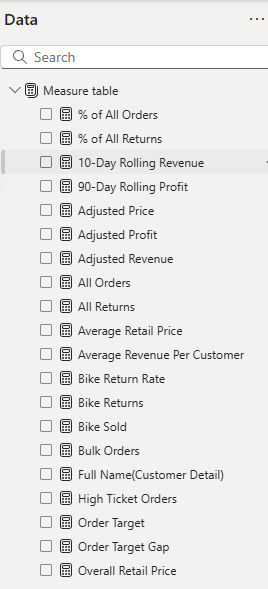 Data
Search
Measure table
% of All Orders
% of All Returns
10-Day Rolling Revenue
90-Day Rolling Profit
Adjusted Price
Adjusted Profit
Adjusted Revenue
All Orders
All Returns
Average Retail Price
Average Revenue Per Customer
Bike Return Rate
Bike Returns
Bike Sold
Bulk Orders
Full Name(Customer Detail)
High Ticket Orders
Order Target
Order Target Gap
Overall Retail Price